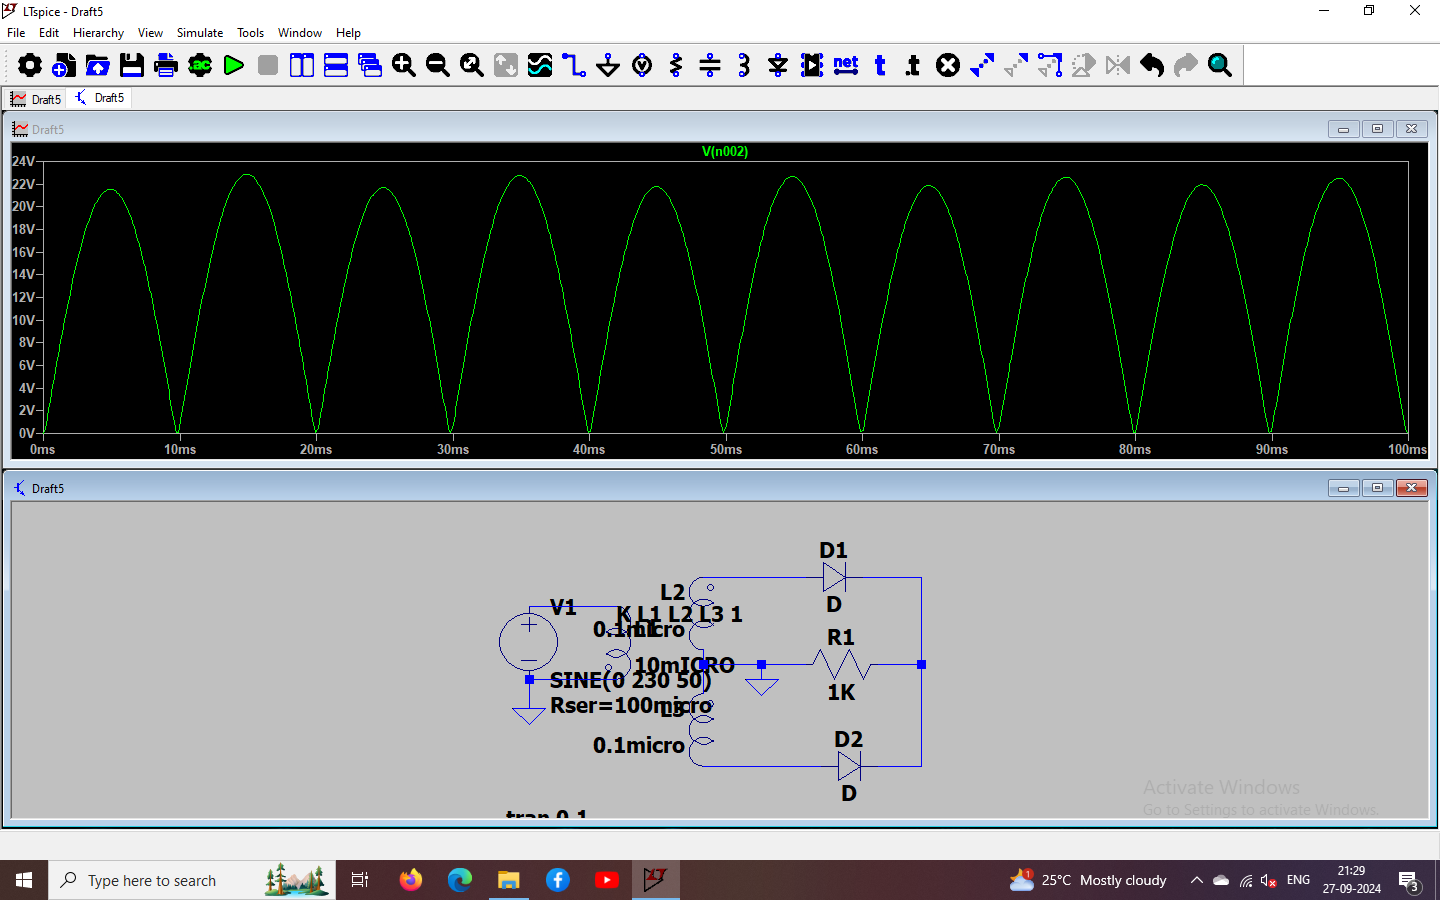 LTspice - Draft5
File Edit Hierarchy View Simulate Tools Window Help
.ac
net t .t
Draft5 Draft5
Draft5
V(n002)
24V
22V
20V
18V
16V
14V
12V
10V
8V
6V
4V
2V
0V
0ms 10ms 20ms 30ms 40ms 50ms 60ms 70ms 80ms 90ms 100ms
Draft5
D1
D
L2
V1
K L1 L2 L3 1
0.1micro
L1
R1
10mICRO
SINE(0 230 50)
1K
Rser=100micro
L3
D2
0.1micro
D
Activate Windows
Go to Settings to activate Windows.
.tran 0.1
Type here to search
1
25°C Mostly cloudy
ENG
21:29
27-09-2024
3